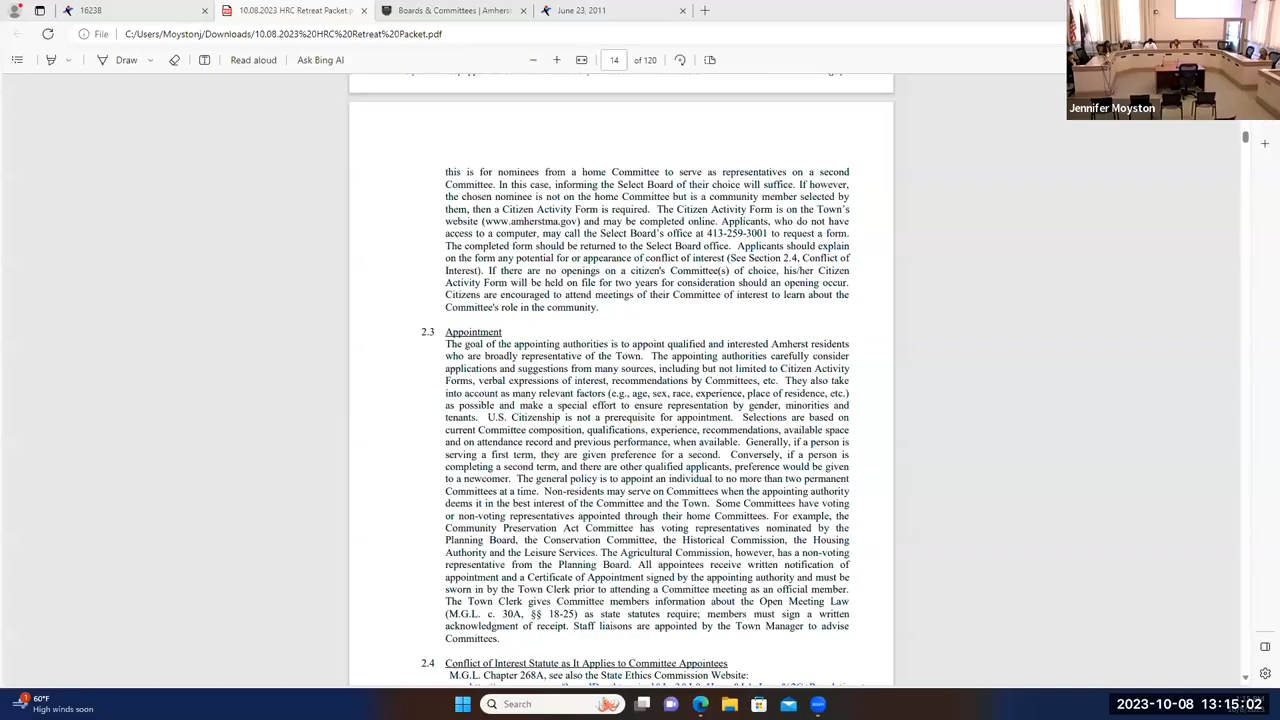 16238
10.08.2023 HRC Retreat Packet.p
Boards & Committees | Amherst
June 23, 2011
File
C:/Users/Moystonj/Downloads/10.08.2023%20HRC%20Retreat%20Packet.pdf
Draw
Read aloud
Ask Bing AI
14
of 120
Jennifer Moyston
this is for nominees from a home Committee to serve as representatives on a second
Committee. In this case, informing the Select Board of their choice will suffice. If however,
the chosen nominee is not on the home Committee but is a community member selected by
them, then a Citizen Activity Form is required. The Citizen Activity Form is on the Town's
website (www.amherstma.gov) and may be completed online. Applicants, who do not have
access to a computer, may call the Select Board's office at 413-259-3001 to request a form.
The completed form should be returned to the Select Board office. Applicants should explain
on the form any potential for or appearance of conflict of interest (See Section 2.4, Conflict of
Interest). If there are no openings on a citizen's Committee(s) of choice, his/her Citizen
Activity Form will be held on file for two years for consideration should an opening occur.
Citizens are encouraged to attend meetings of their Committee of interest to learn about the
Committee's role in the community.
2.3 Appointment
The goal of the appointing authorities is to appoint qualified and interested Amherst residents
who are broadly representative of the Town. The appointing authorities carefully consider
applications and suggestions from many sources, including but not limited to Citizen Activity
Forms, verbal expressions of interest, recommendations by Committees, etc. They also take
into account as many relevant factors (e.g., age, sex, race, experience, place of residence, etc.)
as possible and make a special effort to ensure representation by gender, minorities and
tenants. U.S. Citizenship is not a prerequisite for appointment. Selections are based on
current Committee composition, qualifications, experience, recommendations, available space
and on attendance record and previous performance, when available. Generally, if a person is
serving a first term, they are given preference for a second. Conversely, if a person is
completing a second term, and there are other qualified applicants, preference would be given
to a newcomer. The general policy is to appoint an individual to no more than two permanent
Committees at a time. Non-residents may serve on Committees when the appointing authority
deems it in the best interest of the Committee and the Town. Some Committees have voting
or non-voting representatives appointed through their home Committees. For example, the
Community Preservation Act Committee has voting representatives nominated by the
Planning Board, the Conservation Committee, the Historical Commission, the Housing
Authority and the Leisure Services. The Agricultural Commission, however, has a non-voting
representative from the Planning Board. All appointees receive written notification of
appointment and a Certificate of Appointment signed by the appointing authority and must be
sworn in by the Town Clerk prior to attending a Committee meeting as an official member.
The Town Clerk gives Committee members information about the Open Meeting Law
(M.G.L. c. 30A, §§ 18-25) as state statutes require; members must sign a written
acknowledgment of receipt. Staff liaisons are appointed by the Town Manager to advise
Committees.
2.4 Conflict of Interest Statute as It Applies to Committee Appointees
M.G.L. Chapter 268A, see also the State Ethics Commission Website:
1
60°F
High winds soon
Search
zoom
2023-10-08 13:15:02